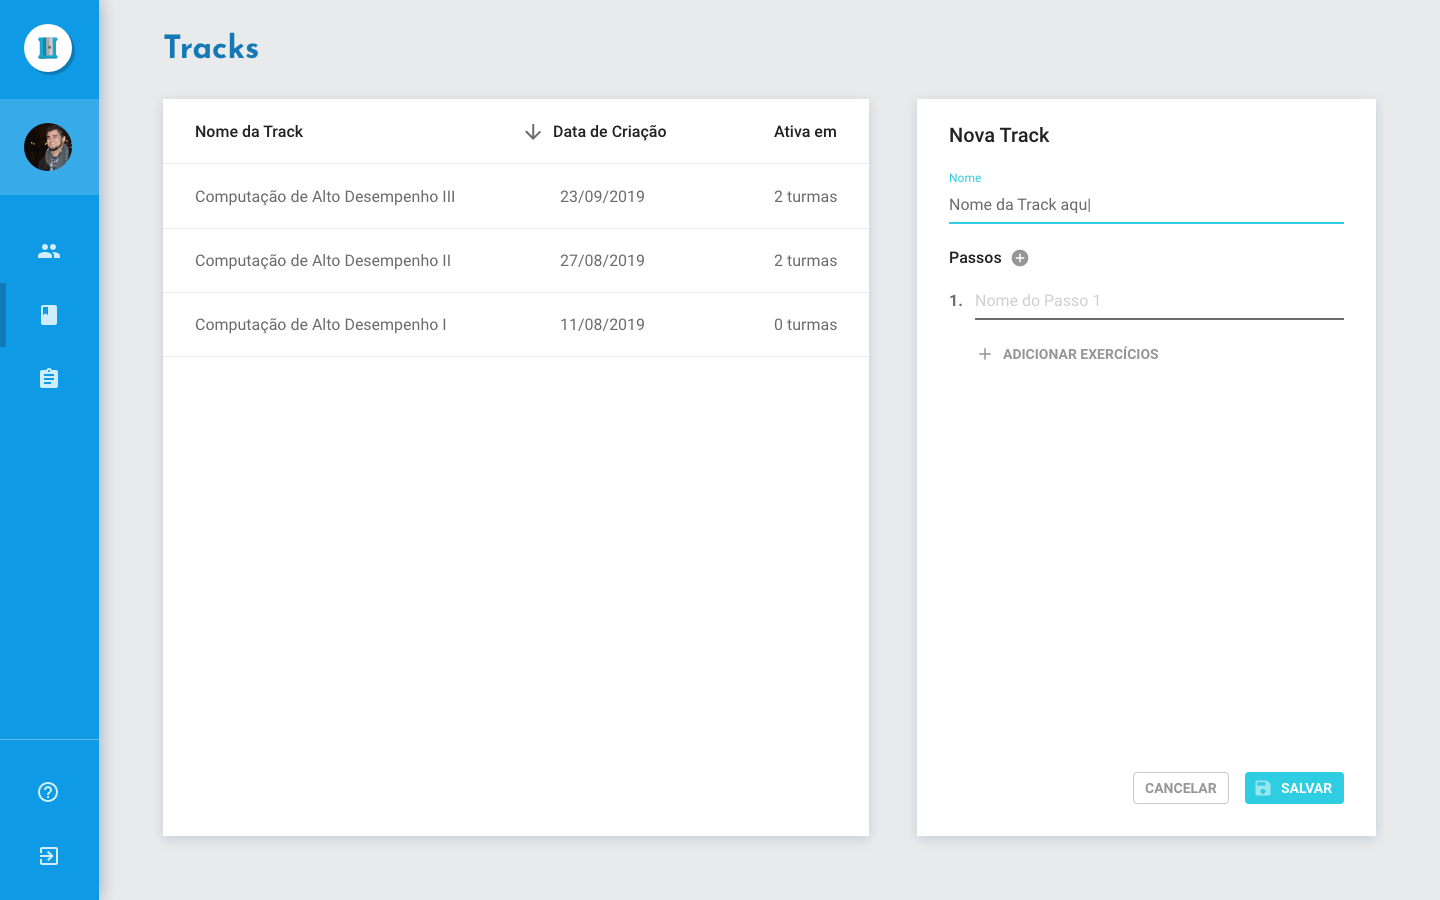 Tracks
Nome da Track Data de Criação Ativa em
Computação de Alto Desempenho III 23/09/2019 2 turmas
Computação de Alto Desempenho II 27/08/2019 2 turmas
Computação de Alto Desempenho I 11/08/2019 0 turmas
Nova Track
Nome
Nome da Track aqu|
Passos
1. Nome do Passo 1
ADICIONAR EXERCÍCIOS
CANCELAR SALVAR